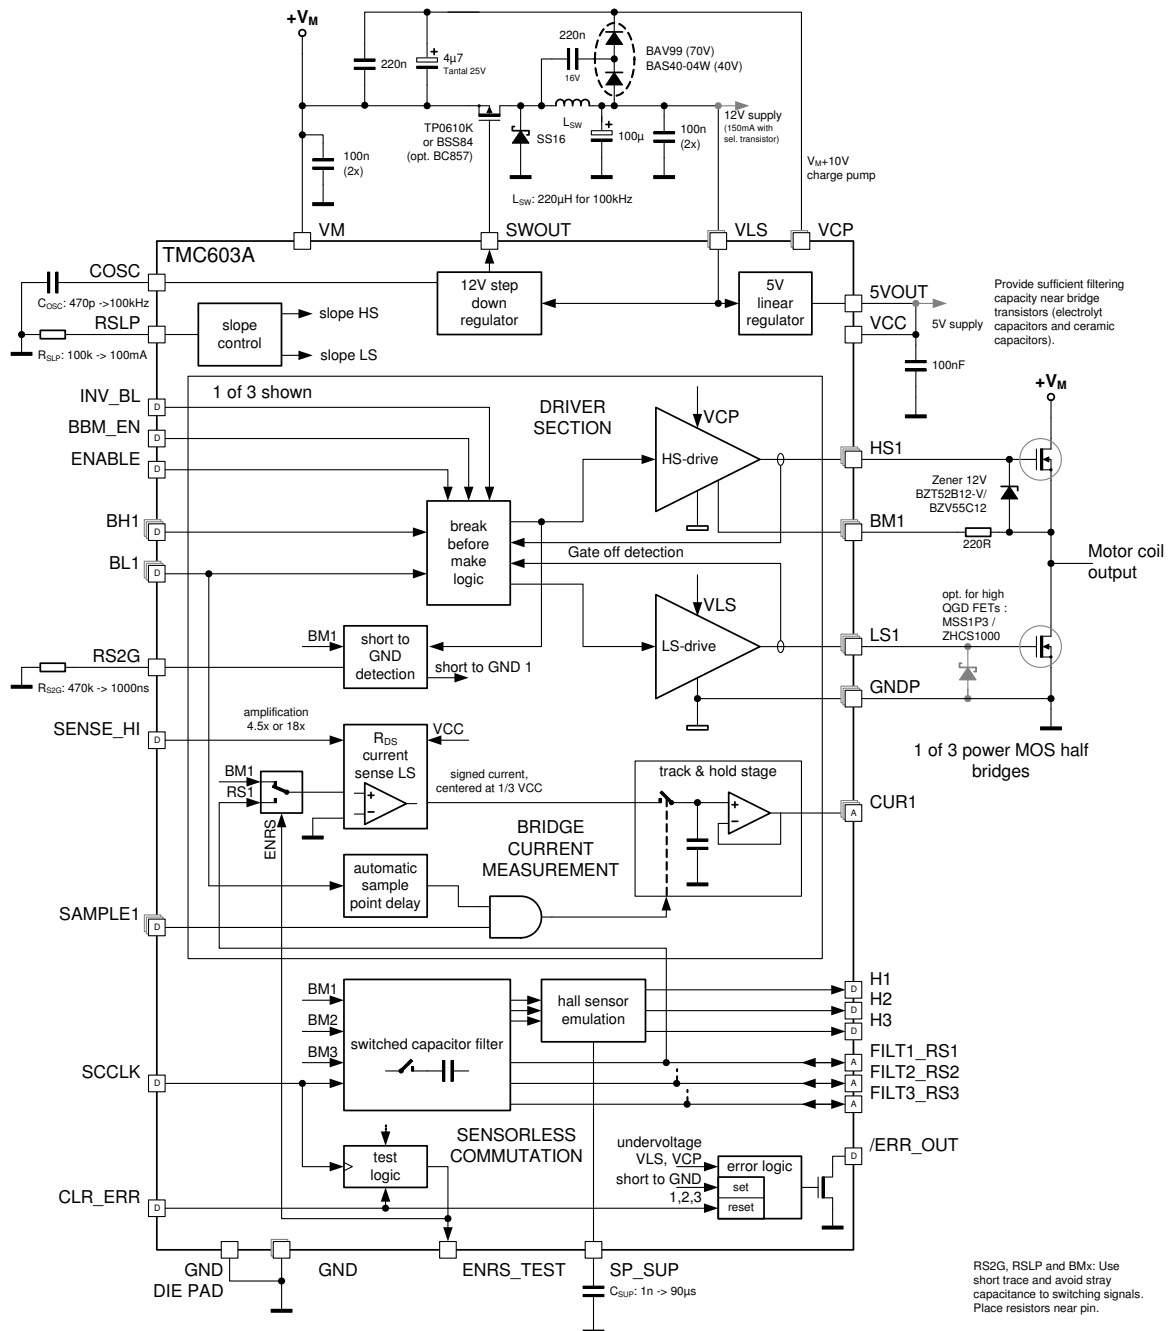 +VM
220n
4µ7
Tantal 25V
220n
16V
BAV99 (70V)
BAS40-04W (40V)
TP0610K
or BSS84
(opt. BC857)
SS16
LSW
100µ
100n
(2x)
12V supply
(150mA with
sel. transistor)
100n
(2x)
VM+10V
charge pump
LSW: 220µH for 100kHz
VM
SWOUT
VLS
VCP
TMC603A
COSC
COSC: 470p ->100kHz
12V step
down
regulator
5V
linear
regulator
5VOUT
VCC
5V supply
100nF
Provide sufficient filtering
capacity near bridge
transistors (electrolyt
capacitors and ceramic
capacitors).
RSLP
RSLP: 100k -> 100mA
slope
control
slope HS
slope LS
1 of 3 shown
INV_BL
BBM_EN
ENABLE
DRIVER
SECTION
VCP
HS-drive
HS1
+VM
Zener 12V
BZT52B12-V/
BZV55C12
BH1
BL1
break
before
make
logic
Gate off detection
BM1
220R
Motor coil
output
VLS
LS-drive
opt. for high
QGD FETs :
MSS1P3 /
ZHCS1000
LS1
BM1
short to
GND
detection
short to GND 1
RS2G
RS2G: 470k -> 1000ns
GNDP
1 of 3 power MOS half
bridges
SENSE_HI
amplification
4.5x or 18x
RDS
current
sense LS
VCC
BM1
RS1
ENRS
signed current,
centered at 1/3 VCC
track & hold stage
CUR1
BRIDGE
CURRENT
MEASUREMENT
automatic
sample
point delay
SAMPLE1
BM1
BM2
BM3
switched capacitor filter
hall sensor
emulation
H1
H2
H3
FILT1_RS1
FILT2_RS2
FILT3_RS3
SCCLK
SENSORLESS
COMMUTATION
test
logic
undervoltage
VLS, VCP
short to GND
1,2,3
error logic
set
reset
/ERR_OUT
CLR_ERR
GND
DIE PAD
GND
ENRS_TEST
SP_SUP
CSUP: 1n -> 90µs
RS2G, RSLP and BMx: Use
short trace and avoid stray
capacitance to switching signals.
Place resistors near pin.
D
D
D
D
D
D
D
D
D
D
D
D
D
A
A
A
A